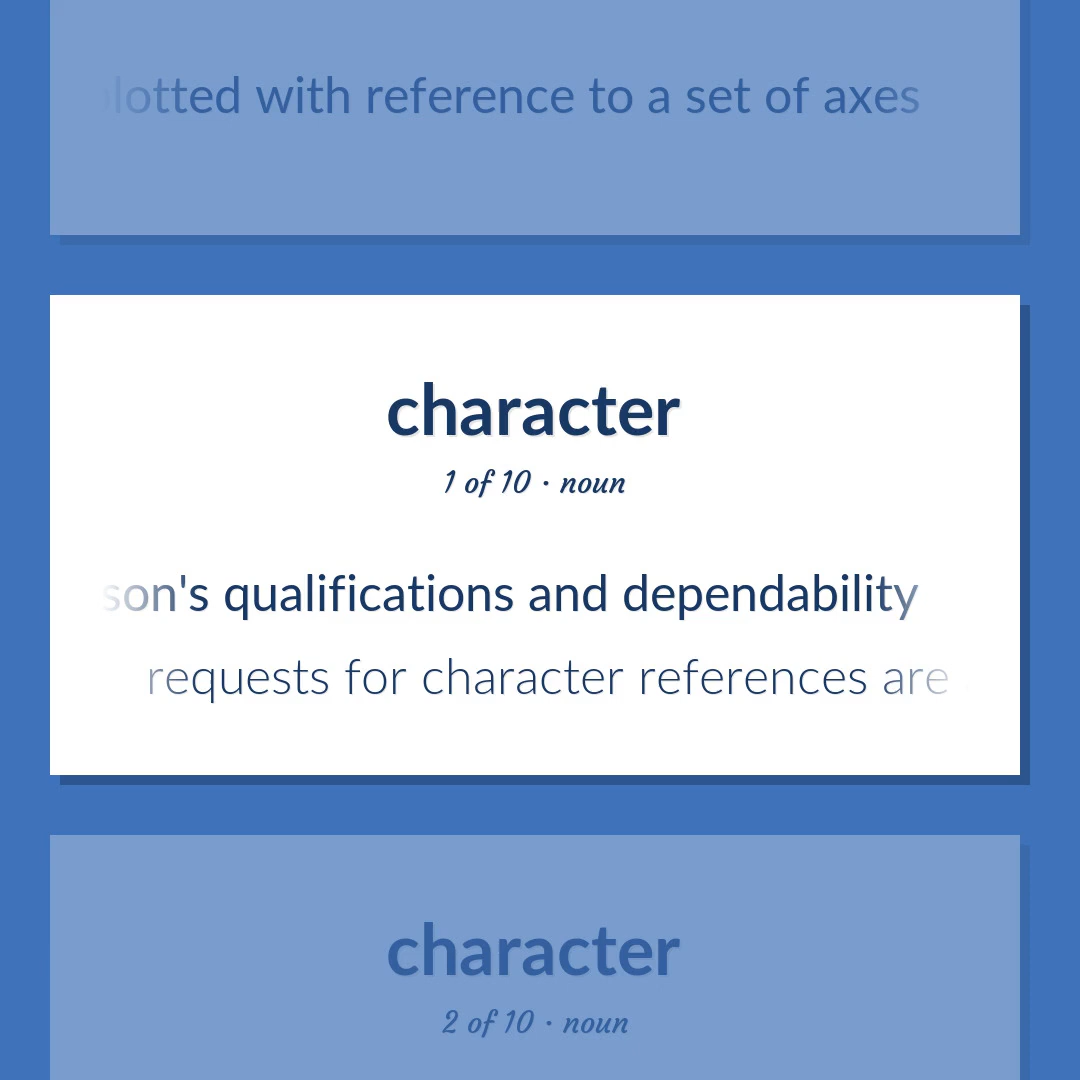 lotted with reference to a set of axes
character
1 of 10 · noun
son's qualifications and dependability
requests for character references are
character
2 of 10 · noun